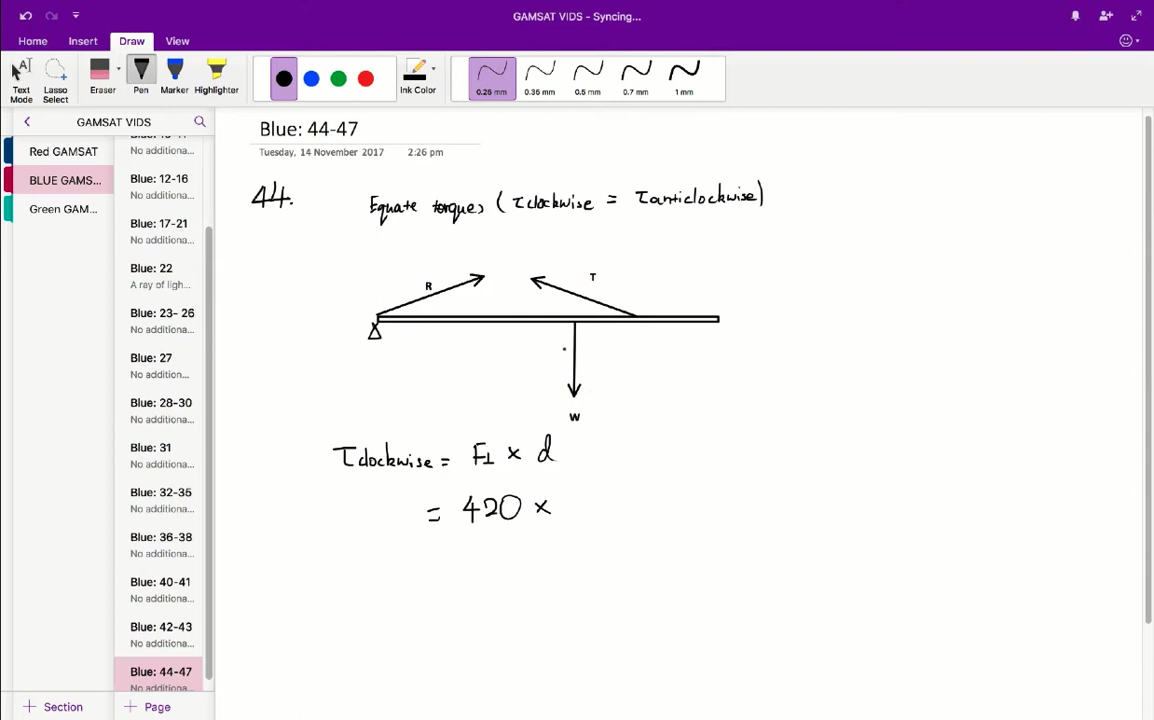 GAMSAT VIDS - Syncing...
Home Insert Draw View
Text Mode
Lasso Select
Eraser
Pen
Marker
Highlighter
Ink Color
0.25 mm
0.35 mm
0.5 mm
0.7 mm
1 mm
GAMSAT VIDS
Red GAMSAT
BLUE GAMS...
Green GAM...
No additiona...
Blue: 12-16
No additiona...
Blue: 17-21
No additiona...
Blue: 22
A ray of ligh...
Blue: 23- 26
No additiona...
Blue: 27
No addition...
Blue: 28-30
No additiona...
Blue: 31
No additiona...
Blue: 32-35
No additiona...
Blue: 36-38
No additiona...
Blue: 40-41
No additiona...
Blue: 42-43
No additiona...
Blue: 44-47
No additiona...
+ Section
+ Page
Blue: 44-47
Tuesday, 14 November 2017 2:26 pm
44. Equate torques (τclockwise = τanticlockwise)
R
T
W
τclockwise = F⊥ × d
= 420 ×